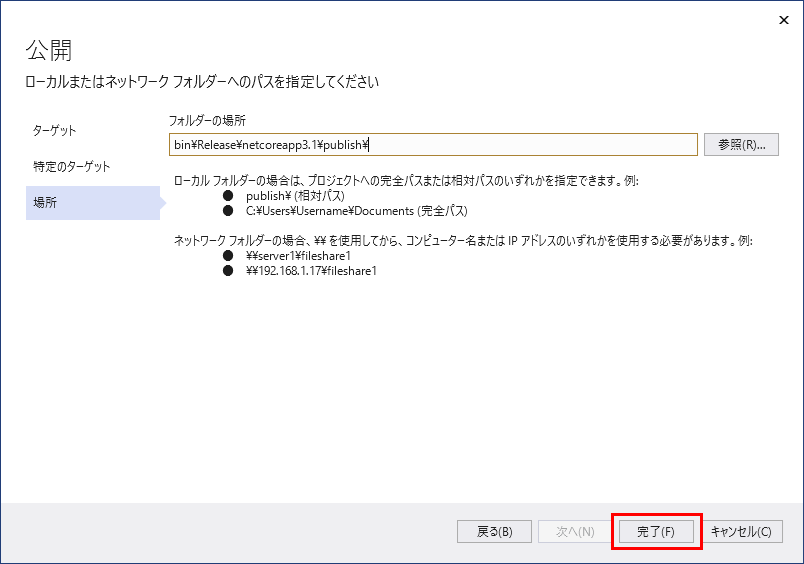 ×
公開
ローカルまたはネットワーク フォルダーへのパスを指定してください
ターゲット
特定のターゲット
場所
フォルダーの場所
bin¥Release¥netcoreapp3.1¥publish¥
参照(R)...
ローカル フォルダーの場合は、プロジェクトへの完全パスまたは相対パスのいずれかを指定できます。例:
● publish¥ (相対パス)
● C:¥Users¥Username¥Documents (完全パス)
ネットワーク フォルダーの場合、¥¥ を使用してから、コンピューター名または IP アドレスのいずれかを使用する必要があります。例:
● ¥¥server1¥fileshare1
● ¥¥192.168.1.17¥fileshare1
戻る(B)
次へ(N)
完了(F)
キャンセル(C)